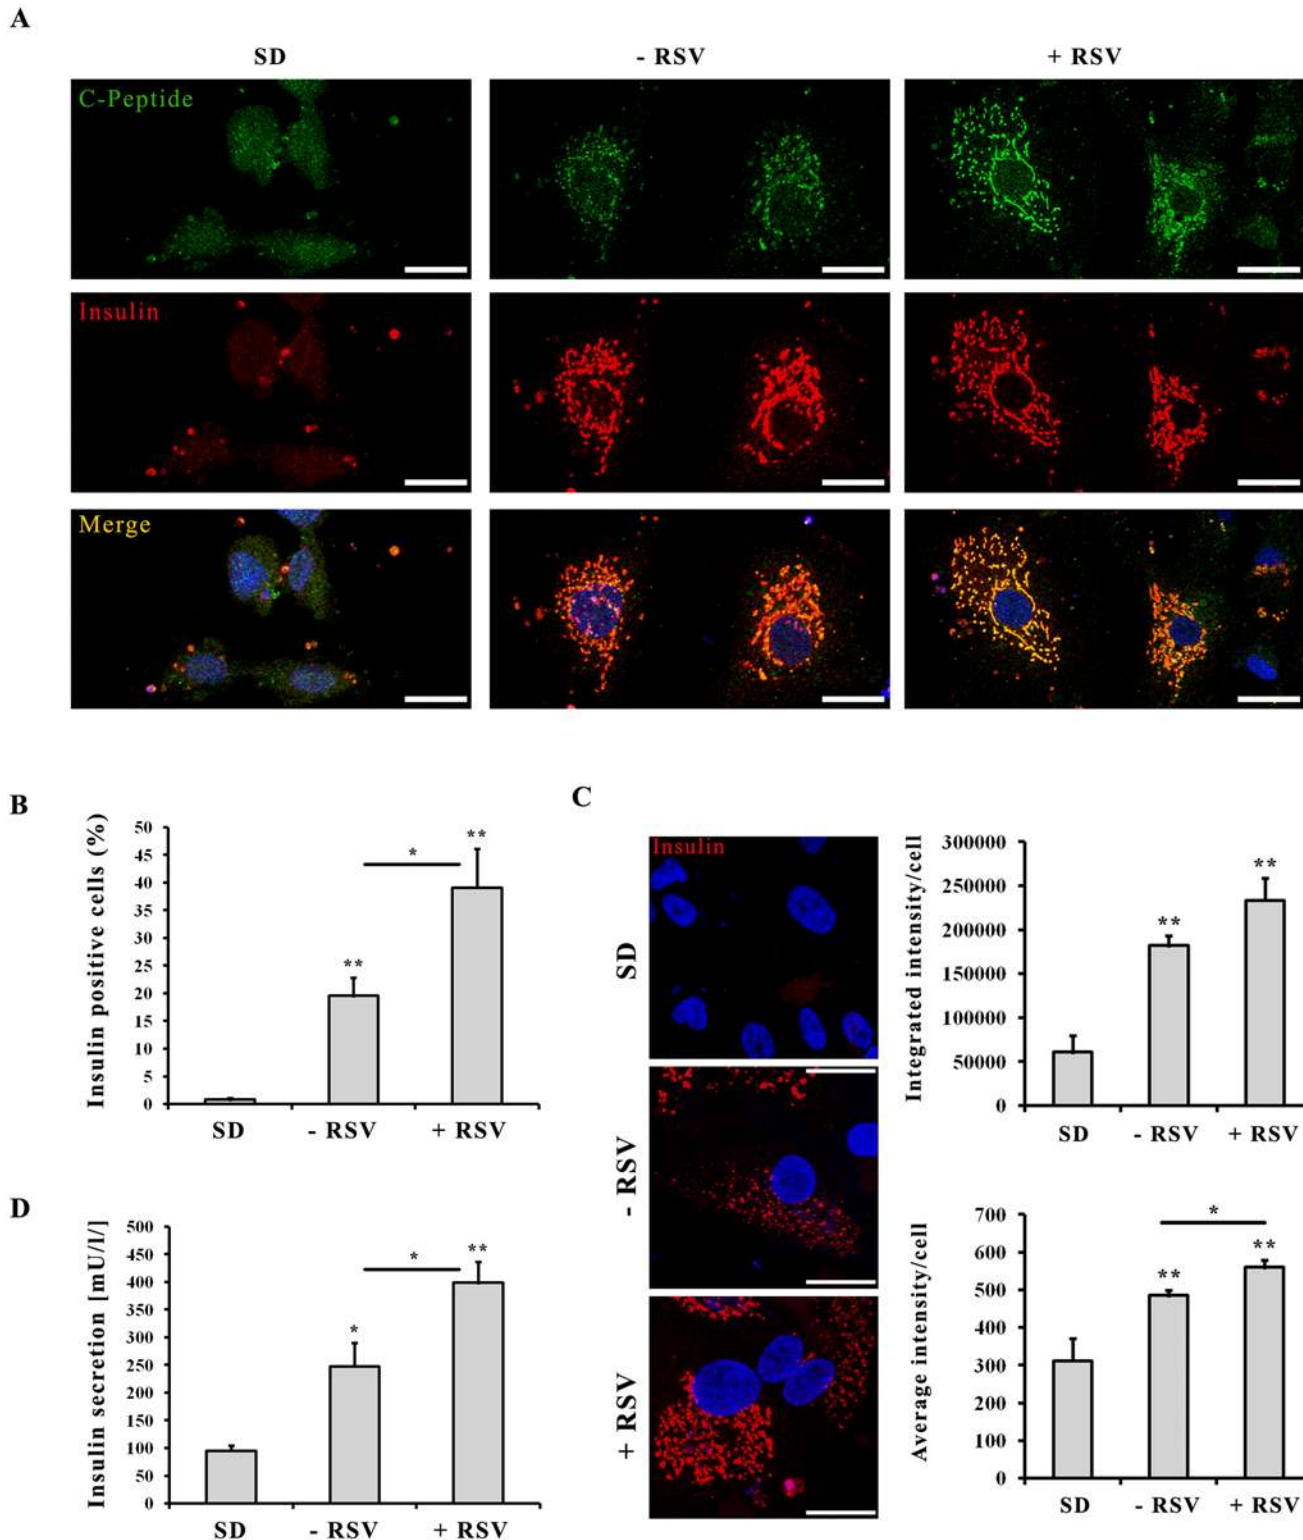 A
SD - RSV + RSV
C-Peptide
Insulin
Merge
B
Insulin positive cells (%)
50
45
40
35
30
25
20
15
10
5
0
**
*
**
SD - RSV + RSV
C
Insulin
SD
- RSV
+ RSV
Integrated intensity/cell
300000
250000
200000
150000
100000
50000
0
**
**
SD - RSV + RSV
Average intensity/cell
700
600
500
400
300
200
100
0
*
**
**
SD - RSV + RSV
D
Insulin secretion [mU/l/]
500
450
400
350
300
250
200
150
100
50
0
*
**
*
SD - RSV + RSV